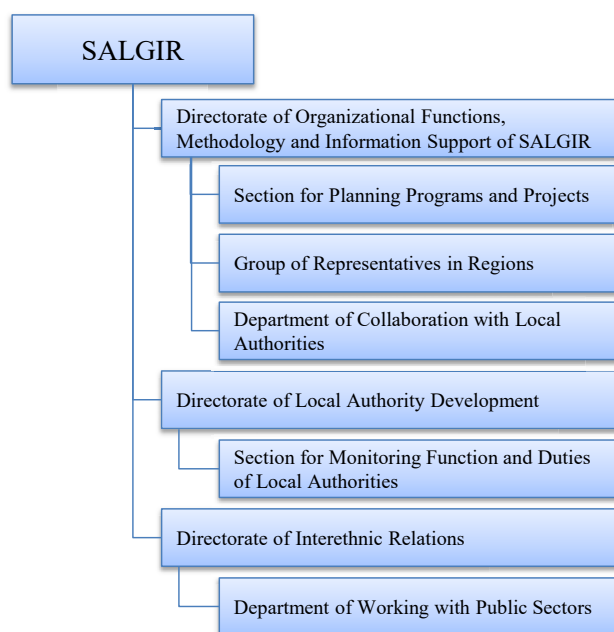 SALGIR
Directorate of Organizational Functions,
Methodology and Information Support of SALGIR
Section for Planning Programs and Projects
Group of Representatives in Regions
Department of Collaboration with Local
Authorities
Directorate of Local Authority Development
Section for Monitoring Function and Duties
of Local Authorities
Directorate of Interethnic Relations
Department of Working with Public Sectors